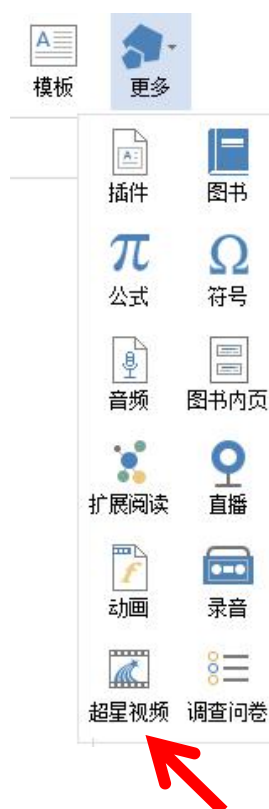 模板 更多
插件 图书
公式 符号
音频 图书内页
扩展阅读 直播
动画 录音
超星视频 调查问卷